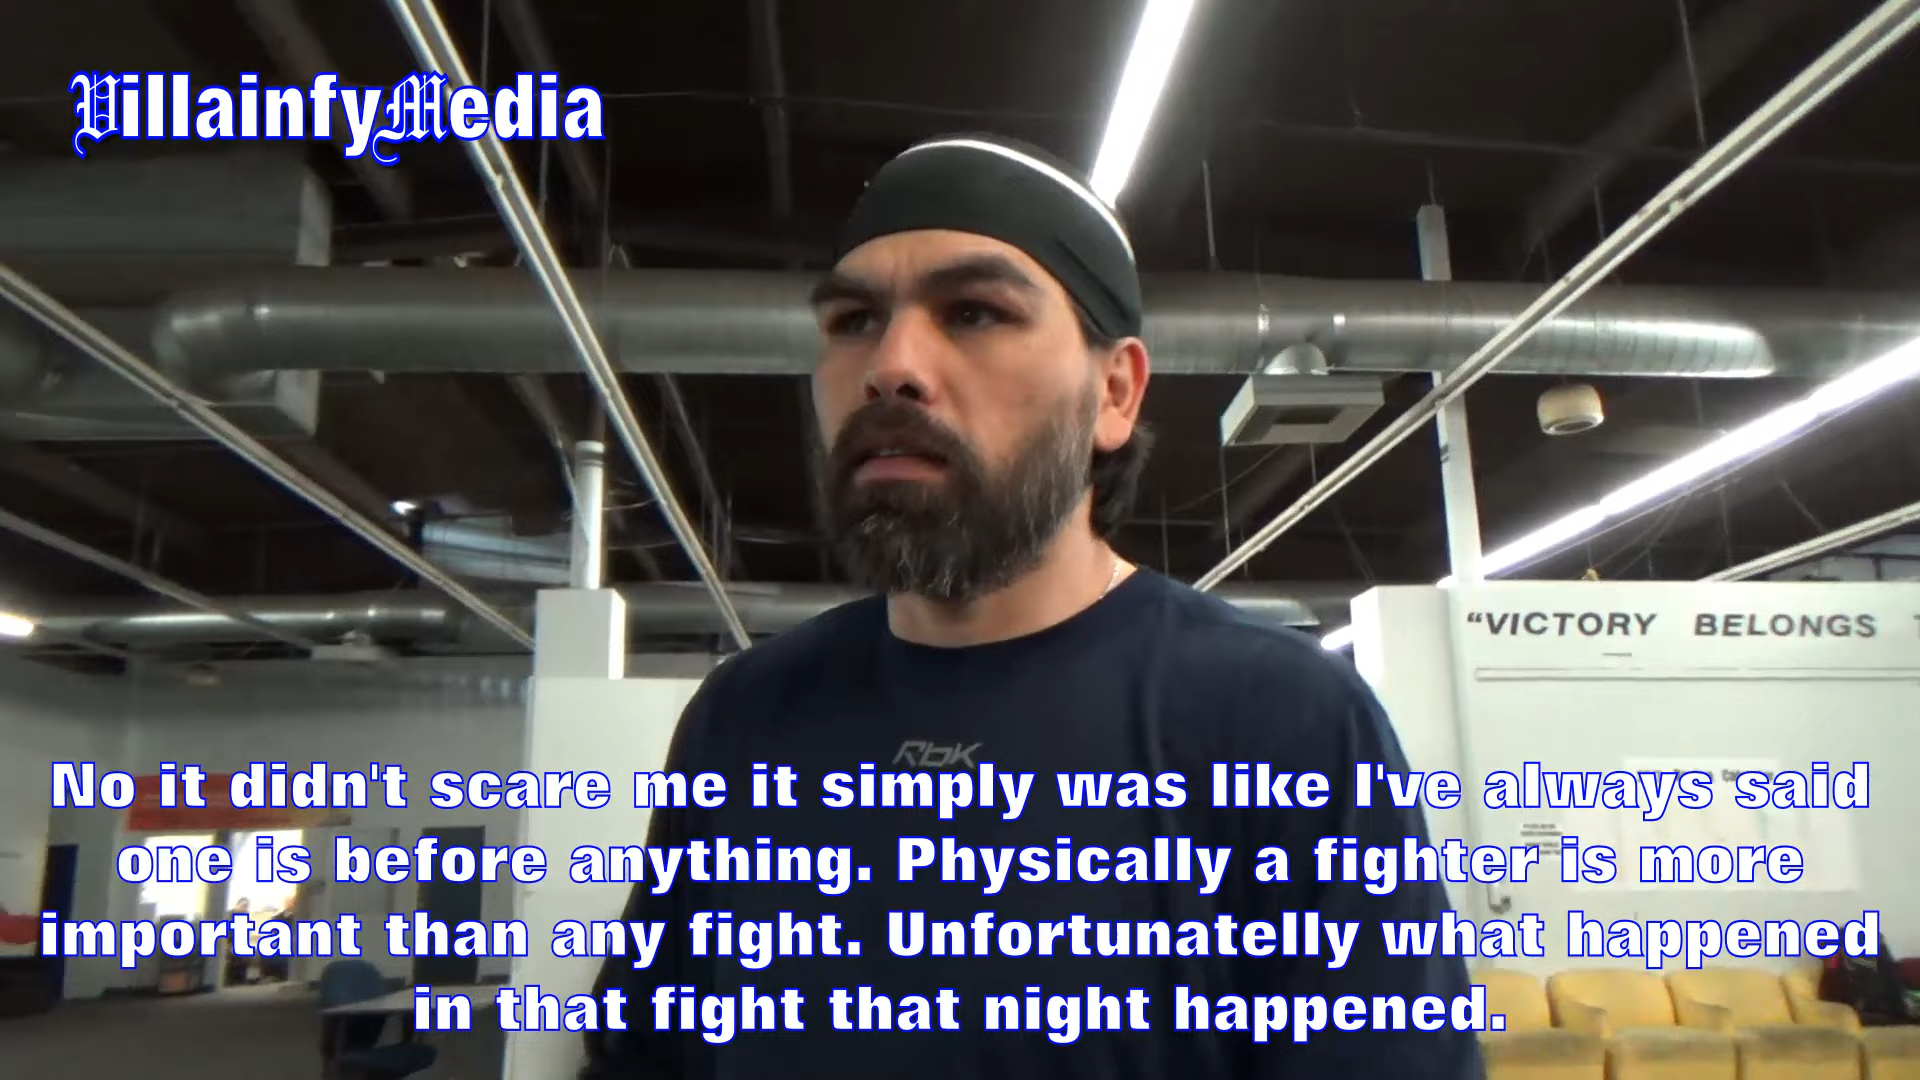 VillainfyMedia
"VICTORY BELONGS
Rbk
No it didn't scare me it simply was like I've always said
one is before anything. Physically a fighter is more
important than any fight. Unfortunatelly what happened
in that fight that night happened.